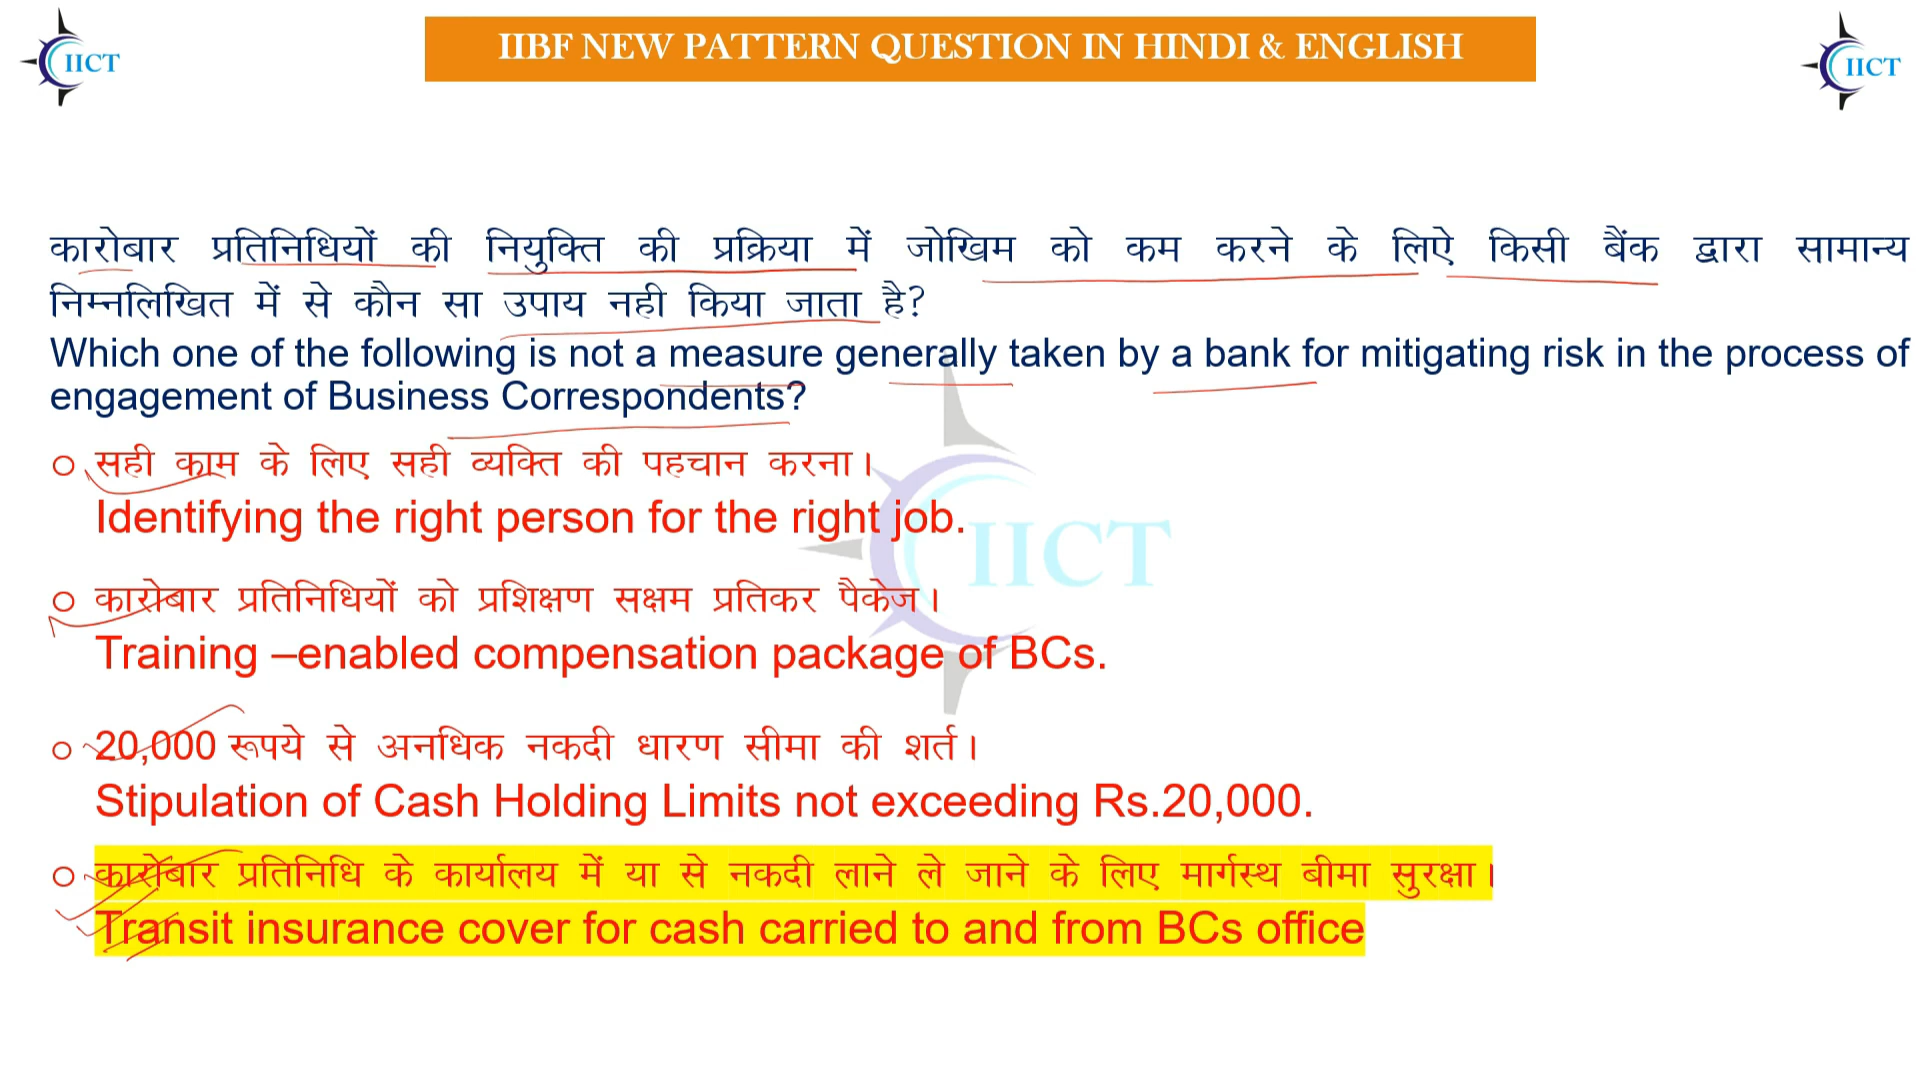 IICT
IIBF NEW PATTERN QUESTION IN HINDI & ENGLISH
IICT
कारोबार प्रतिनिधियों की नियुक्ति की प्रक्रिया में जोखिम को कम करने के लिऐ किसी बैंक द्वारा सामान्य
निम्नलिखित में से कौन सा उपाय नही किया जाता है?
Which one of the following is not a measure generally taken by a bank for mitigating risk in the process of
engagement of Business Correspondents?
सही काम के लिए सही व्यक्ति की पहचान करना।
Identifying the right person for the right job.
IICT
कारोबार प्रतिनिधियों को प्रशिक्षण सक्षम प्रतिकर पैकेज।
Training –enabled compensation package of BCs.
20,000 रूपये से अनधिक नकदी धारण सीमा की शर्त।
Stipulation of Cash Holding Limits not exceeding Rs.20,000.
कारोबार प्रतिनिधि के कार्यालय में या से नकदी लाने ले जाने के लिए मार्गस्थ बीमा सुरक्षा।
Transit insurance cover for cash carried to and from BCs office